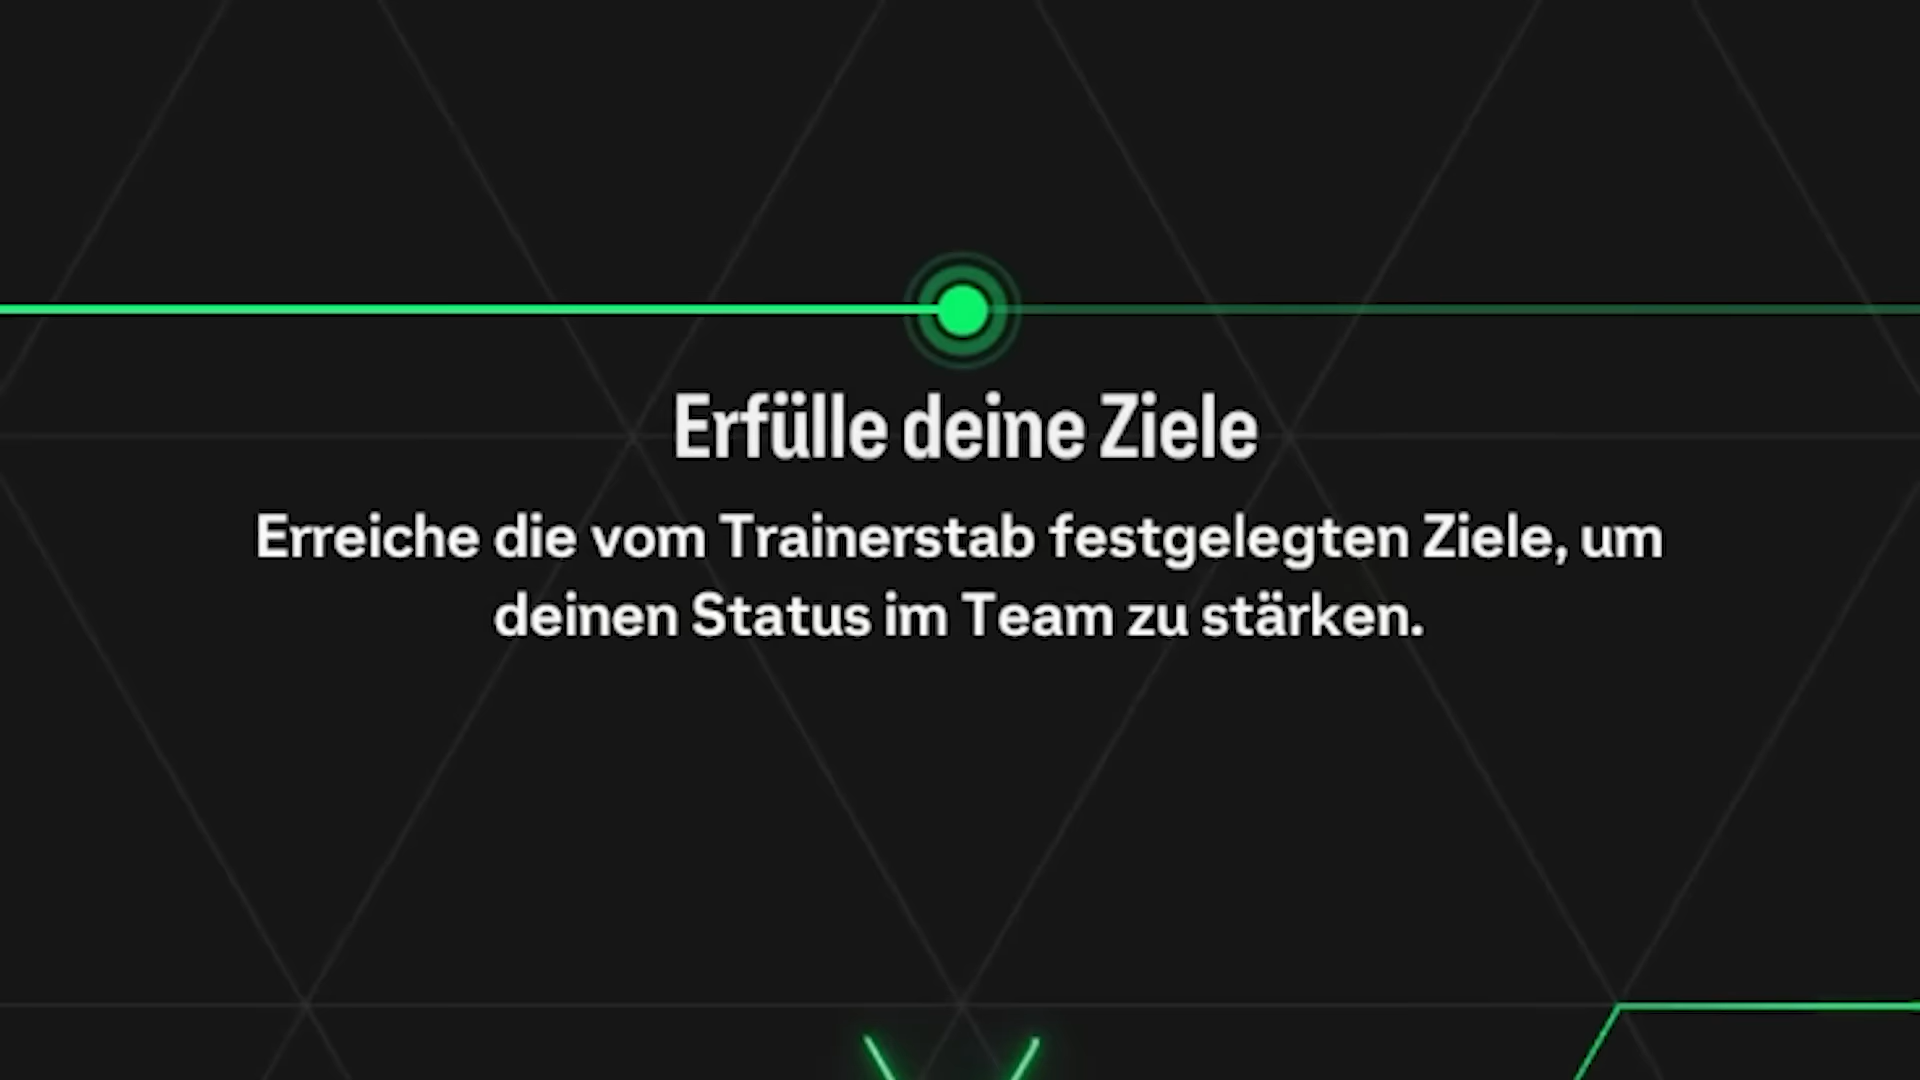 Erfülle deine Ziele
Erreiche die vom Trainerstab festgelegten Ziele, um
deinen Status im Team zu stärken.